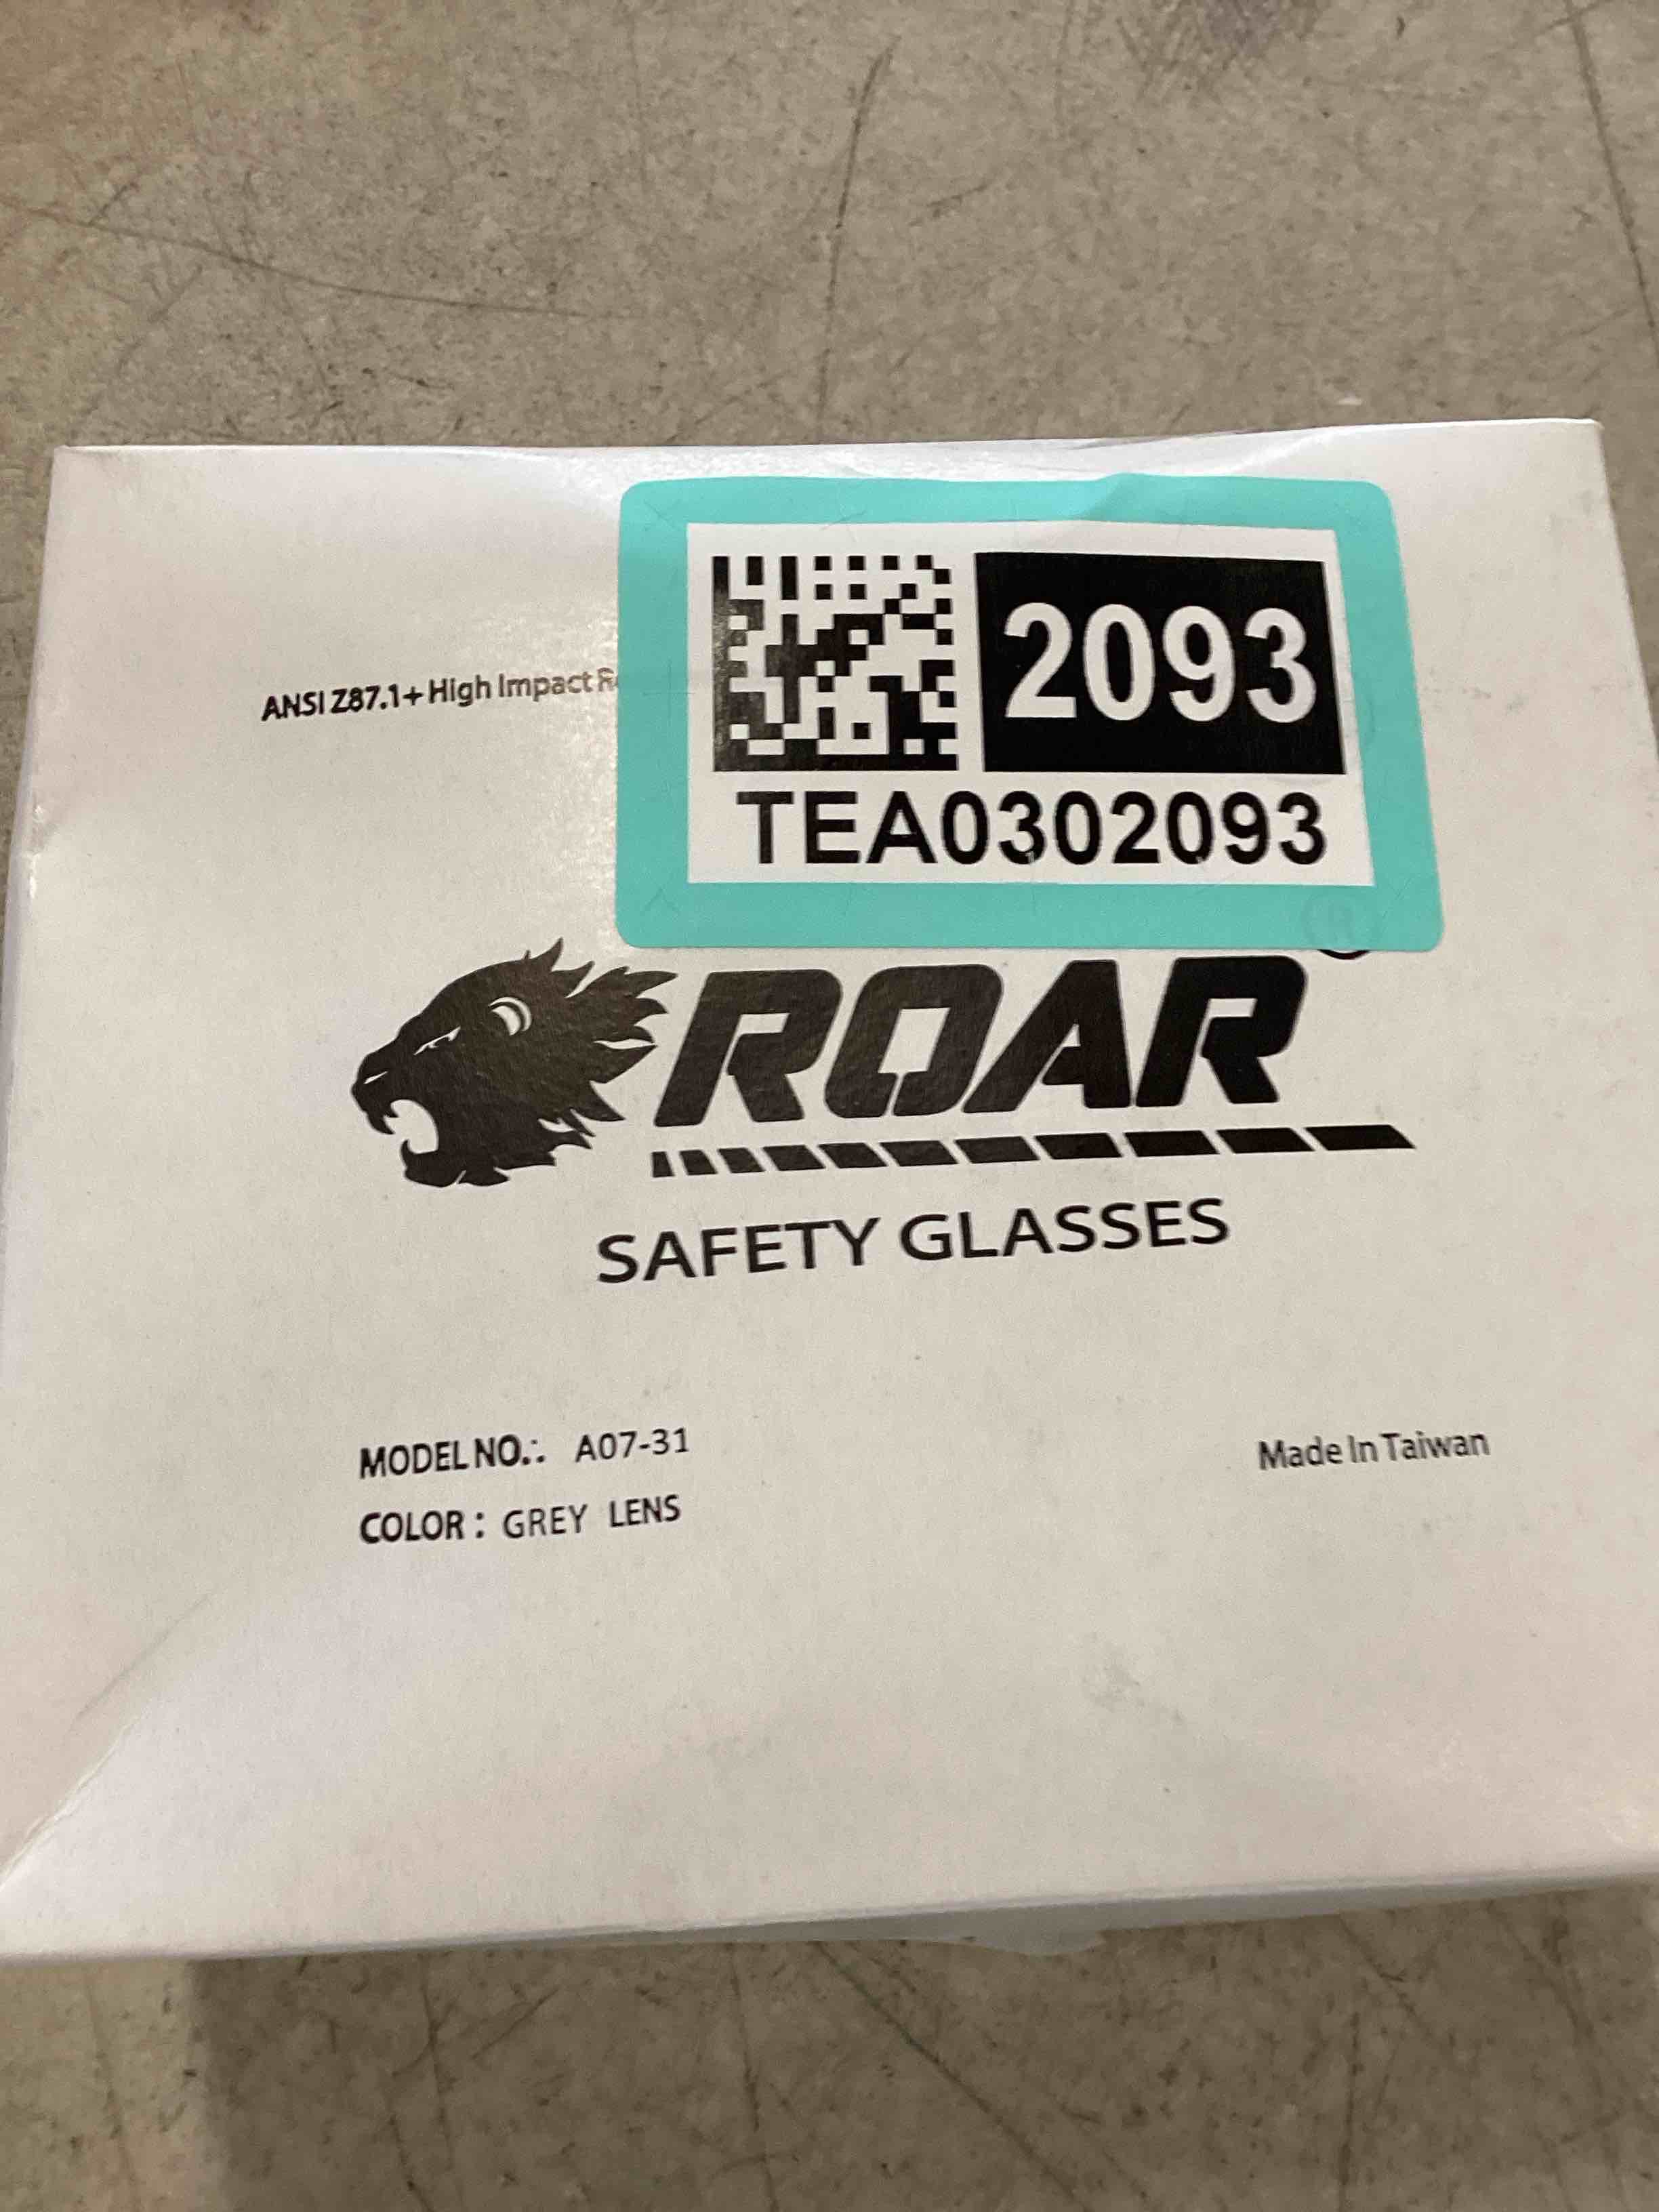 2093
TEA0302093
ANSI Z87.1+ High Impact
ROAR
SAFETY GLASSES
MODEL NO.: A07-31
COLOR : GREY LENS
Made In Taiwan